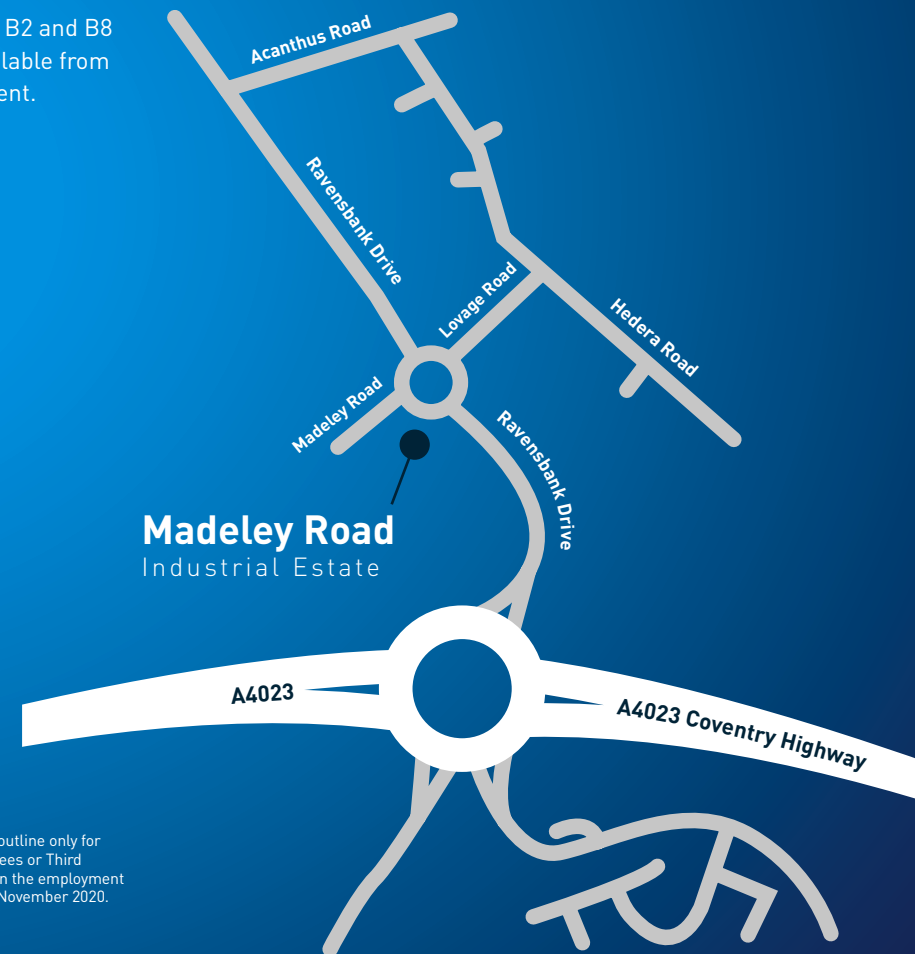 B2 and B8
lable from
ent.
Acanthus Road
Ravensbank Drive
Lovage Road
Hedera Road
Madeley Road
Ravensbank Drive
Madeley Road
Industrial Estate
A4023
A4023 Coventry Highway
outline only for
ees or Third
n the employment
November 2020.